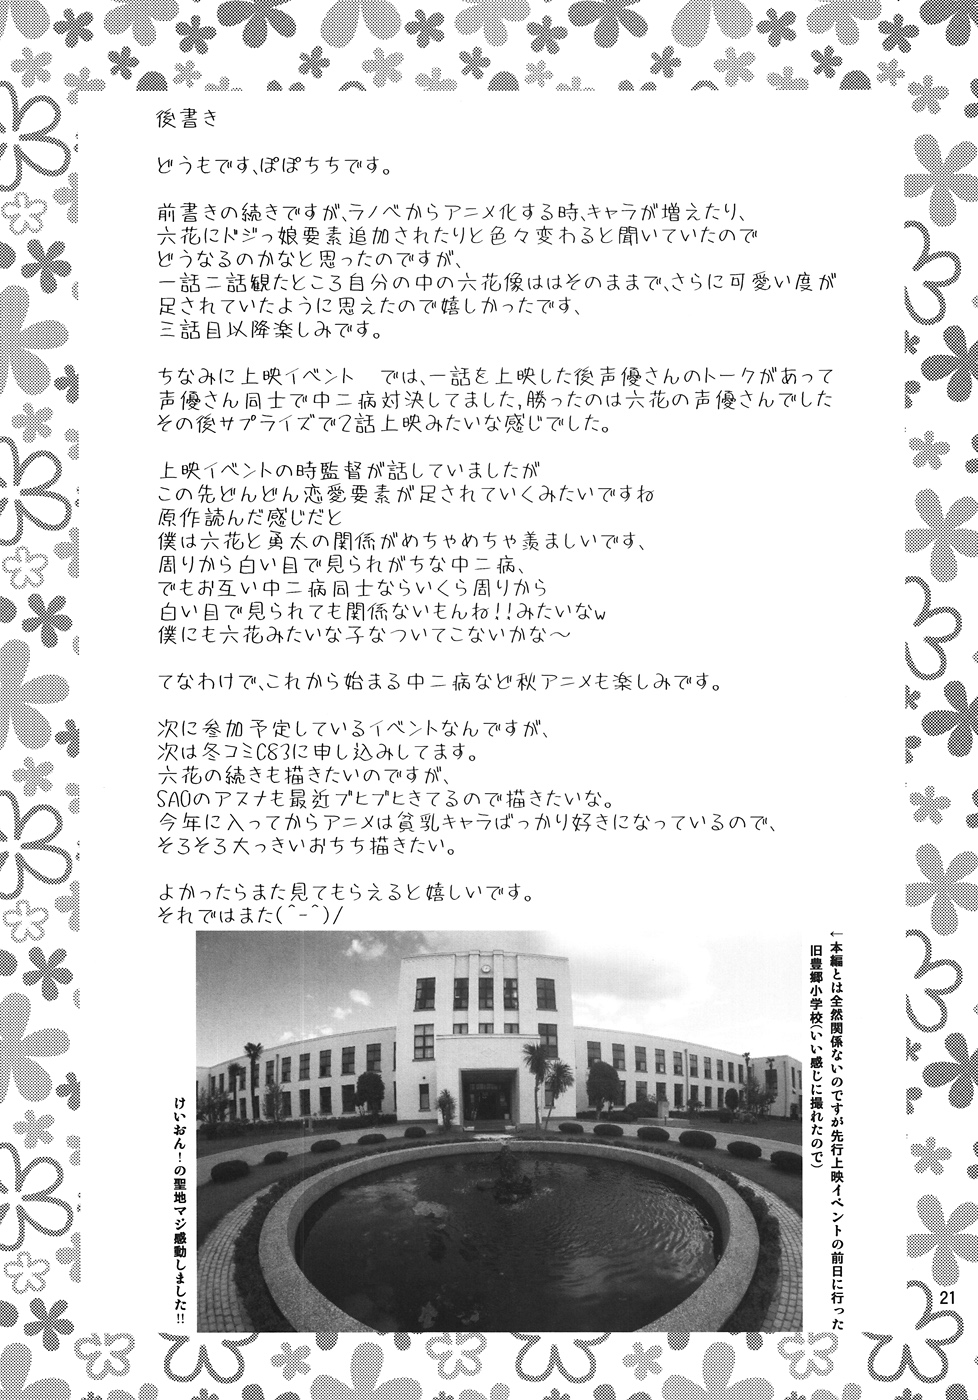 後書き
どうもです、ぽぽちちです。
前書きの続きですが、ラノベからアニメ化する時、キャラが増えたり、
六花にドジっ娘要素追加されたりと色々変わると聞いていたので
どうなるのかなと思ったのですが、
一話二話観たところ自分の中の六花像ははそのままで、さらに可愛い度が
足されていたように思えたので嬉しかったです、
三話目以降楽しみです。
ちなみに上映イベント　では、一話を上映した後声優さんのトークがあって
声優さん同士で中二病対決してました,勝ったのは六花の声優さんでした
その後サプライズで2話上映みたいな感じでした。
上映イベントの時監督が話していましたが
この先どんどん恋愛要素が足されていくみたいですね
原作読んだ感じだと
僕は六花と勇太の関係がめちゃめちゃ羨ましいです、
周りから白い目で見られがちな中二病、
でもお互い中二病同士ならいくら周りから
白い目で見られても関係ないもんね!!みたいなw
僕にも六花みたいな子なついてこないかな～
てなわけで、これから始まる中二病など秋アニメも楽しみです。
次に参加予定しているイベントなんですが、
次は冬コミC83に申し込みしてます。
六花の続きも描きたいのですが、
SAOのアスナも最近ブヒブヒきてるので描きたいな。
今年に入ってからアニメは貧乳キャラばっかり好きになっているので、
そろそろ大っきいおちち描きたい。
よかったらまた見てもらえると嬉しいです。
それではまた(^-^)/
←本編とは全然関係ないのですが先行上映イベントの前日に行った
旧豊郷小学校(いい感じに撮れたので)
けいおん！の聖地マジ感動しました!!
21